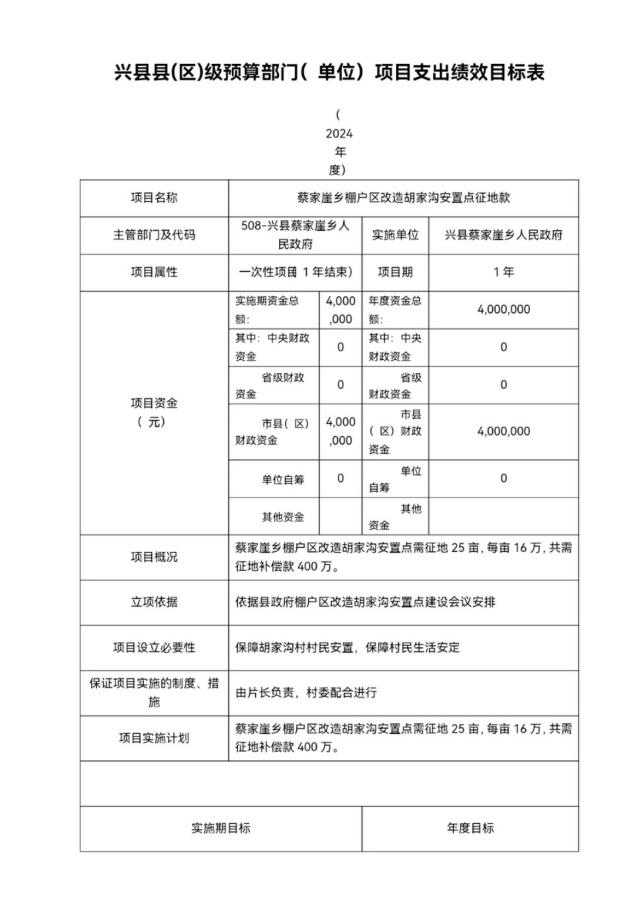 兴县县(区)级预算部门( 单位) 项目支出绩效目标表
(
2024
年
度)
项目名称
蔡家崖乡棚户区改造胡家沟安置点征地款
主管部门及代码
508-兴县蔡家崖乡人
民政府
实施单位
兴县蔡家崖乡人民政府
项目属性
一次性项目( 1 年结束)
项目期
1 年
项目资金
( 元)
实施期资金总
额:
4,000
,000
年度资金总
额:
4,000,000
其中: 中央财政
资金
0
其中: 中央
财政资金
0
省级财政
资金
0
省级
财政资金
0
市县( 区)
财政资金
4,000
,000
市县
( 区) 财政
资金
4,000,000
单位自筹
0
单位
自筹
0
其他资金
其他
资金
项目概况
蔡家崖乡棚户区改造胡家沟安置点需征地 25 亩, 每亩 16 万, 共需
征地补偿款 400 万。
立项依据
依据县政府棚户区改造胡家沟安置点建设会议安排
项目设立必要性
保障胡家沟村村民安置, 保障村民生活安定
保证项目实施的制度、措
施
由片长负责, 村委配合进行
项目实施计划
蔡家崖乡棚户区改造胡家沟安置点需征地 25 亩, 每亩 16 万, 共需
征地补偿款 400 万。
实施期目标
年度目标